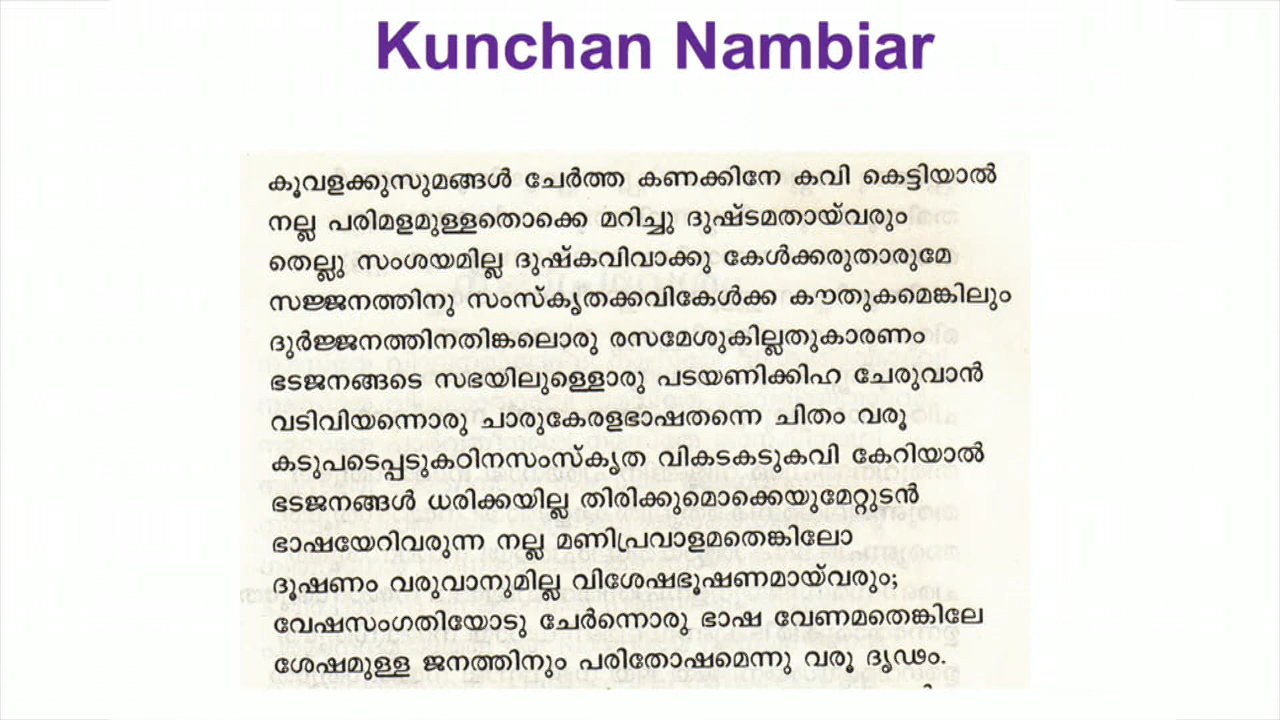 Kunchan Nambiar
കൂവളക്കുസുമങ്ങൾ ചേർത്ത കണക്കിനേ കവി കെട്ടിയാൽ
നല്ല പരിമളമുള്ളതൊക്കെ മറിച്ചു ദുഷ്ടമതായ്‌വരും
തെല്ലു സംശയമില്ല ദുഷ്കവിവാക്കു കേൾക്കരുതാരുമേ
സജ്ജനത്തിനു സംസ്കൃതക്കവികേൾക്ക കൗതുകമെങ്കിലും
ദുർജ്ജനത്തിനതിങ്കലൊരു രസമേശുകില്ലതുകാരണം
ഭടജനങ്ങടെ സഭയിലുള്ളൊരു പടയണിക്കിഹ ചേരുവാൻ
വടിവിയന്നൊരു ചാരുകേരളഭാഷതന്നെ ചിതം വരൂ
കടുപടെപ്പടുകഠിനസംസ്കൃത വികടകടുകവി കേറിയാൽ
ഭടജനങ്ങൾ ധരിക്കയില്ല തിരിക്കുമൊക്കെയുമേറ്റുടൻ
ഭാഷയേറിവരുന്ന നല്ല മണിപ്രവാളമതെങ്കിലോ
ദൂഷണം വരുവാനുമില്ല വിശേഷഭൂഷണമായ്‌വരും;
വേഷസംഗതിയോടു ചേർന്നൊരു ഭാഷ വേണമതെങ്കിലേ
ശേഷമുള്ള ജനത്തിനും പരിതോഷമെന്നു വരൂ ദൃഢം.